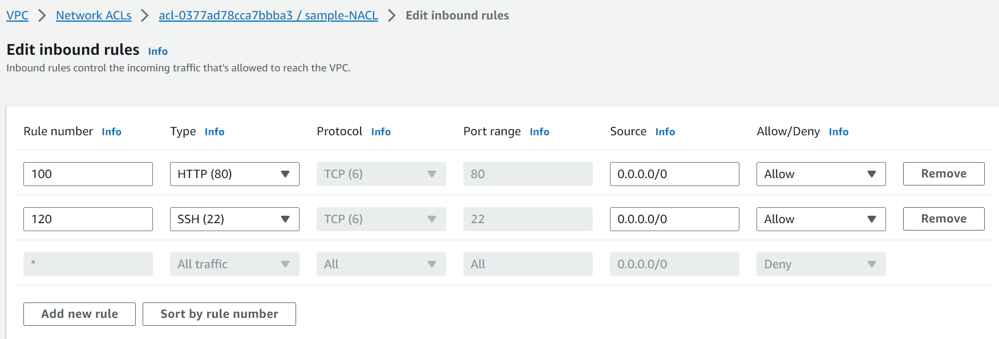 VPC > Network ACLs > acl-0377ad78cca7bbba3 / sample-NACL > Edit inbound rules
Edit inbound rules Info
Inbound rules control the incoming traffic that's allowed to reach the VPC.
Rule number Info Type Info Protocol Info Port range Info Source Info Allow/Deny Info
100 HTTP (80) TCP (6) 80 0.0.0.0/0 Allow Remove
120 SSH (22) TCP (6) 22 0.0.0.0/0 Allow Remove
* All traffic All All 0.0.0.0/0 Deny
Add new rule Sort by rule number